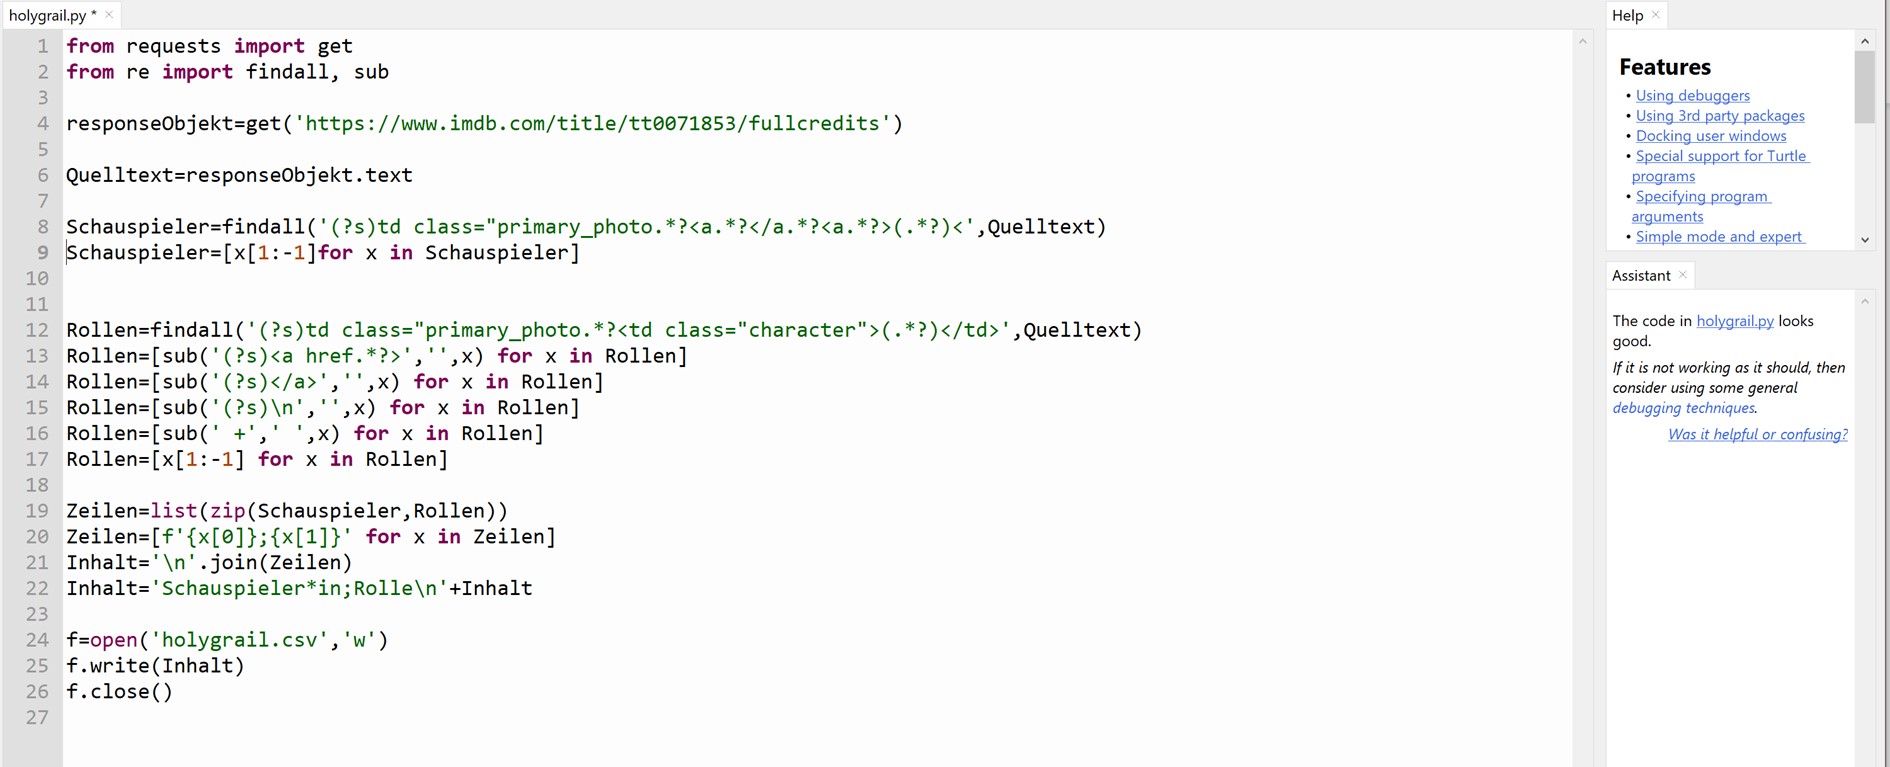 holygrail.py *
1 from requests import get
2 from re import findall, sub
3
4 responseObjekt=get('https://www.imdb.com/title/tt0071853/fullcredits')
5
6 Quelltext=responseObjekt.text
7
8 Schauspieler=findall('(?s)td class="primary_photo.*?<a.*?</a.*?<a.*?>(.*?)<',Quelltext)
9 Schauspieler=[x[1:-1]for x in Schauspieler]
10
11
12 Rollen=findall('(?s)td class="primary_photo.*?<td class="character">(.*?)</td>',Quelltext)
13 Rollen=[sub('(?s)<a href.*?>','',x) for x in Rollen]
14 Rollen=[sub('(?s)</a>','',x) for x in Rollen]
15 Rollen=[sub('(?s)\n','',x) for x in Rollen]
16 Rollen=[sub(' +',' ',x) for x in Rollen]
17 Rollen=[x[1:-1] for x in Rollen]
18
19 Zeilen=list(zip(Schauspieler,Rollen))
20 Zeilen=[f'{x[0]};{x[1]}' for x in Zeilen]
21 Inhalt='\n'.join(Zeilen)
22 Inhalt='Schauspieler*in;Rolle\n'+Inhalt
23
24 f=open('holygrail.csv','w')
25 f.write(Inhalt)
26 f.close()
27
Help
Features
• Using debuggers
• Using 3rd party packages
• Docking user windows
• Special support for Turtle
programs
• Specifying program
arguments
• Simple mode and expert
Assistant
The code in holygrail.py looks
good.
If it is not working as it should, then
consider using some general
debugging techniques.
Was it helpful or confusing?